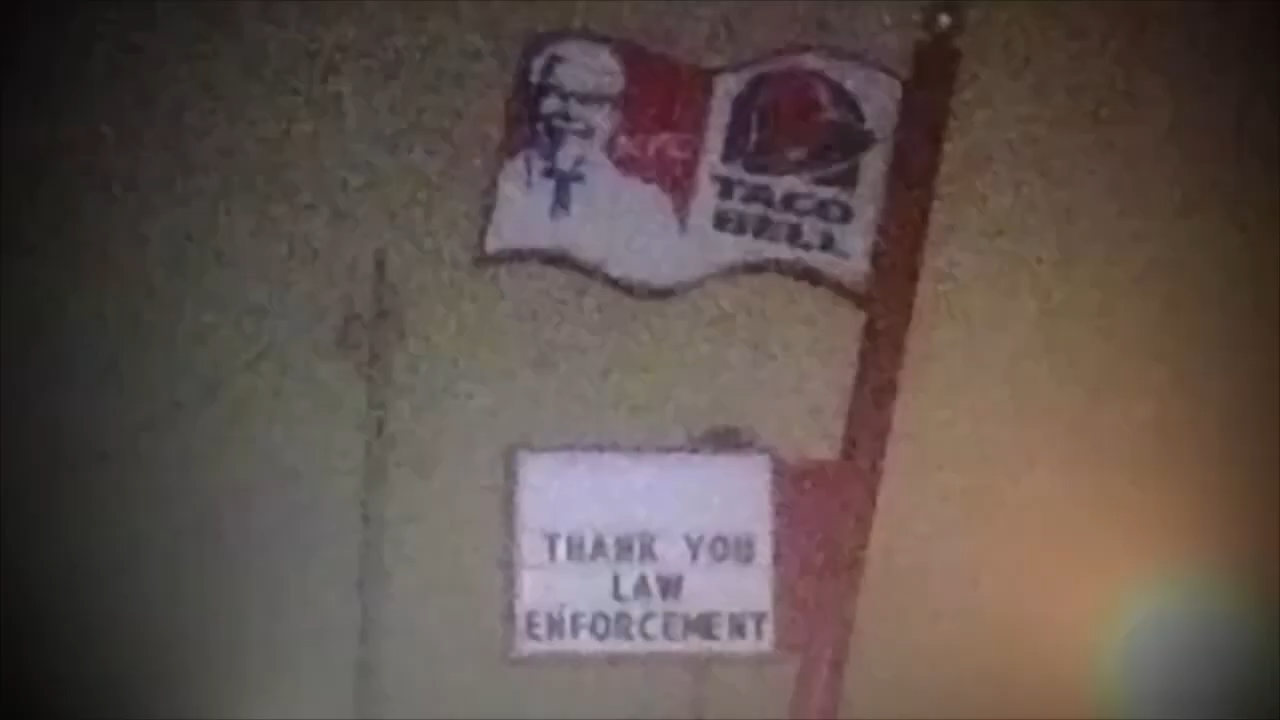 KFC
TACO
BELL
THANK YOU
LAW
ENFORCEMENT